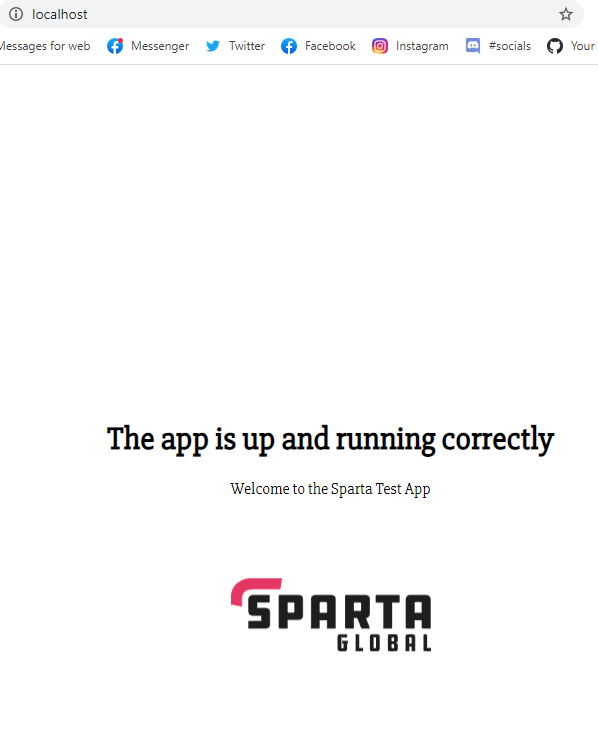 localhost
Messages for web Messenger Twitter Facebook Instagram #socials Your
The app is up and running correctly
Welcome to the Sparta Test App
SPARTA
GLOBAL